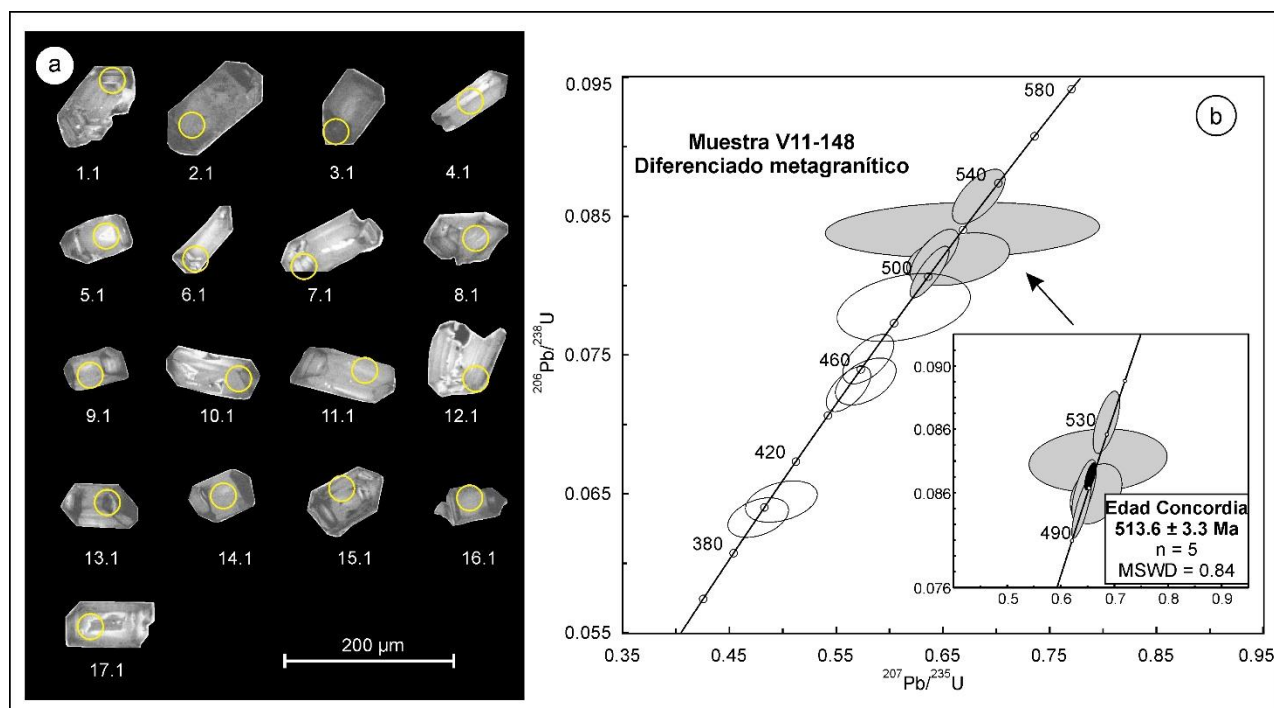 a
1.1 2.1 3.1 4.1
5.1 6.1 7.1 8.1
9.1 10.1 11.1 12.1
13.1 14.1 15.1 16.1
17.1
200 µm
b
Muestra V11-148
Diferenciado metagranítico
0.095
0.085
0.075
0.065
0.055
206Pb/238U
0.35 0.45 0.55 0.65 0.75 0.85 0.95
207Pb/235U
580
540
500
460
420
380
0.090
0.086
0.086
0.076
530
490
0.5 0.6 0.7 0.8 0.9
Edad Concordia
513.6 ± 3.3 Ma
n = 5
MSWD = 0.84